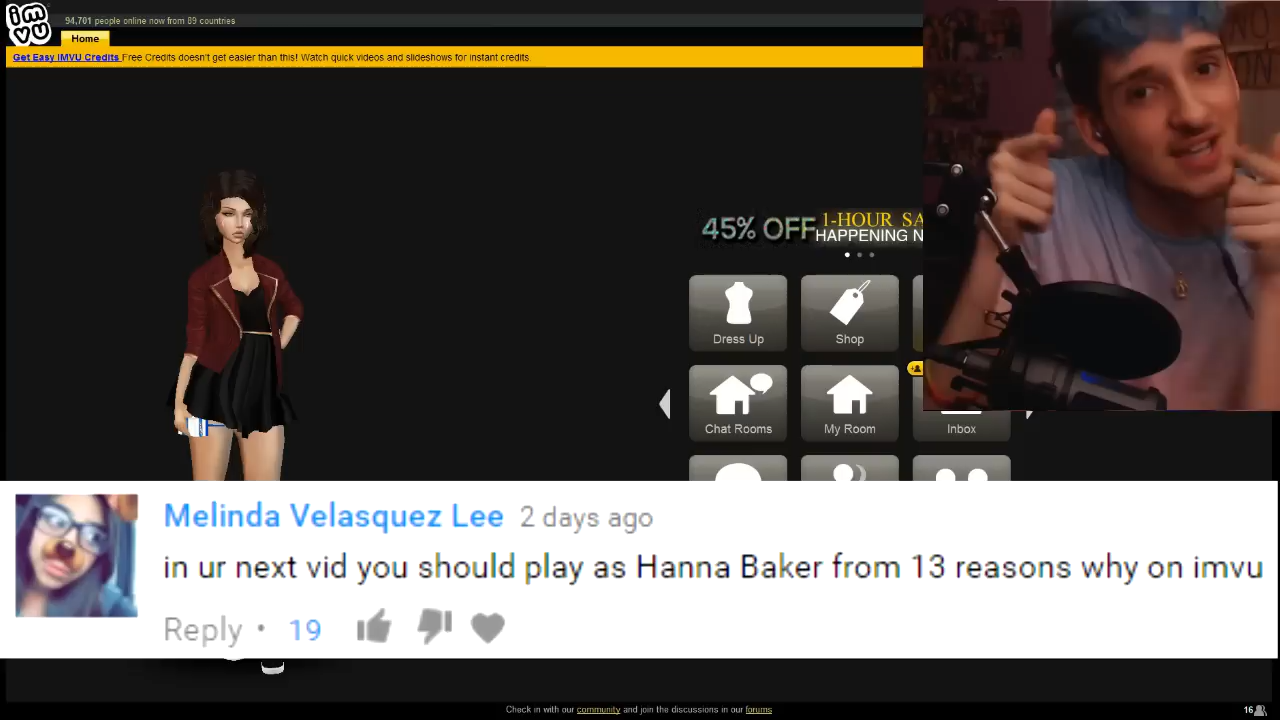 imvu
94,701 people online now from 89 countries
Home
Get Easy IMVU Credits Free Credits doesn't get easier than this! Watch quick videos and slideshows for instant credits.
45% OFF
1-HOUR SA
HAPPENING N
Dress Up
Shop
Chat Rooms
My Room
Inbox
Melinda Velasquez Lee 2 days ago
in ur next vid you should play as Hanna Baker from 13 reasons why on imvu
Reply • 19
Check in with our community and join the discussions in our forums
16